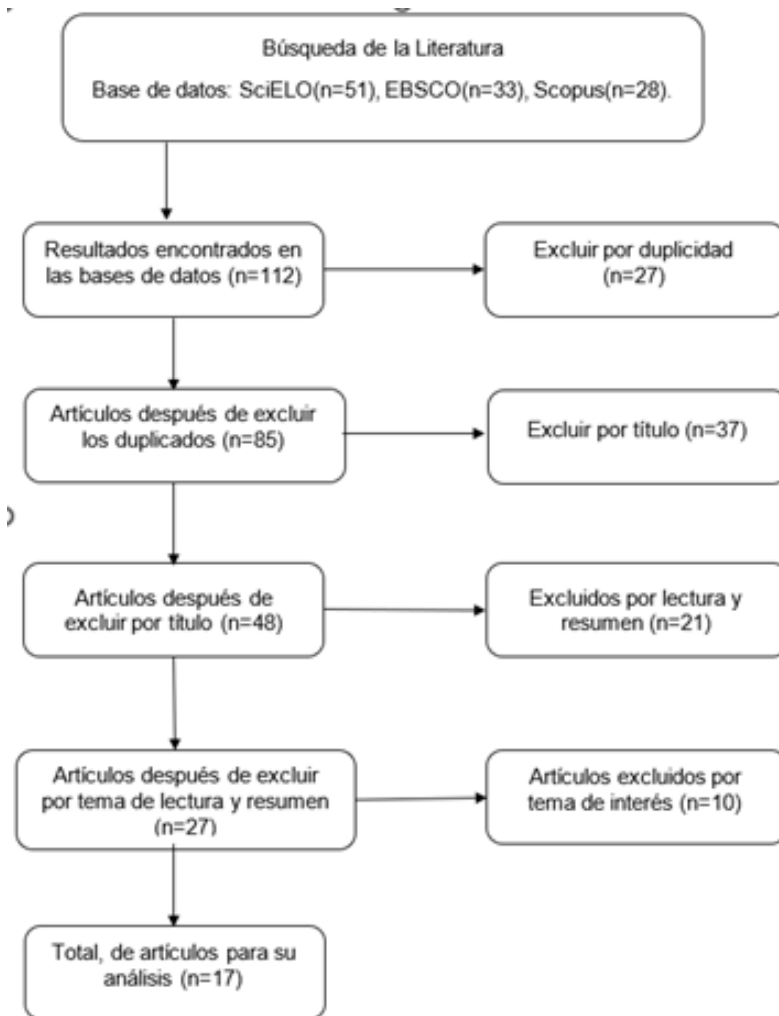 Búsqueda de la Literatura
Base de datos: SciELO(n=51), EBSCO(n=33), Scopus(n=28).
Resultados encontrados en
las bases de datos (n=112)
Excluir por duplicidad
(n=27)
Artículos después de excluir
los duplicados (n=85)
Excluir por título (n=37)
Artículos después de
excluir por título (n=48)
Excluidos por lectura y
resumen (n=21)
Artículos después de excluir
por tema de lectura y resumen
(n=27)
Artículos excluidos por
tema de interés (n=10)
Total, de artículos para su
análisis (n=17)